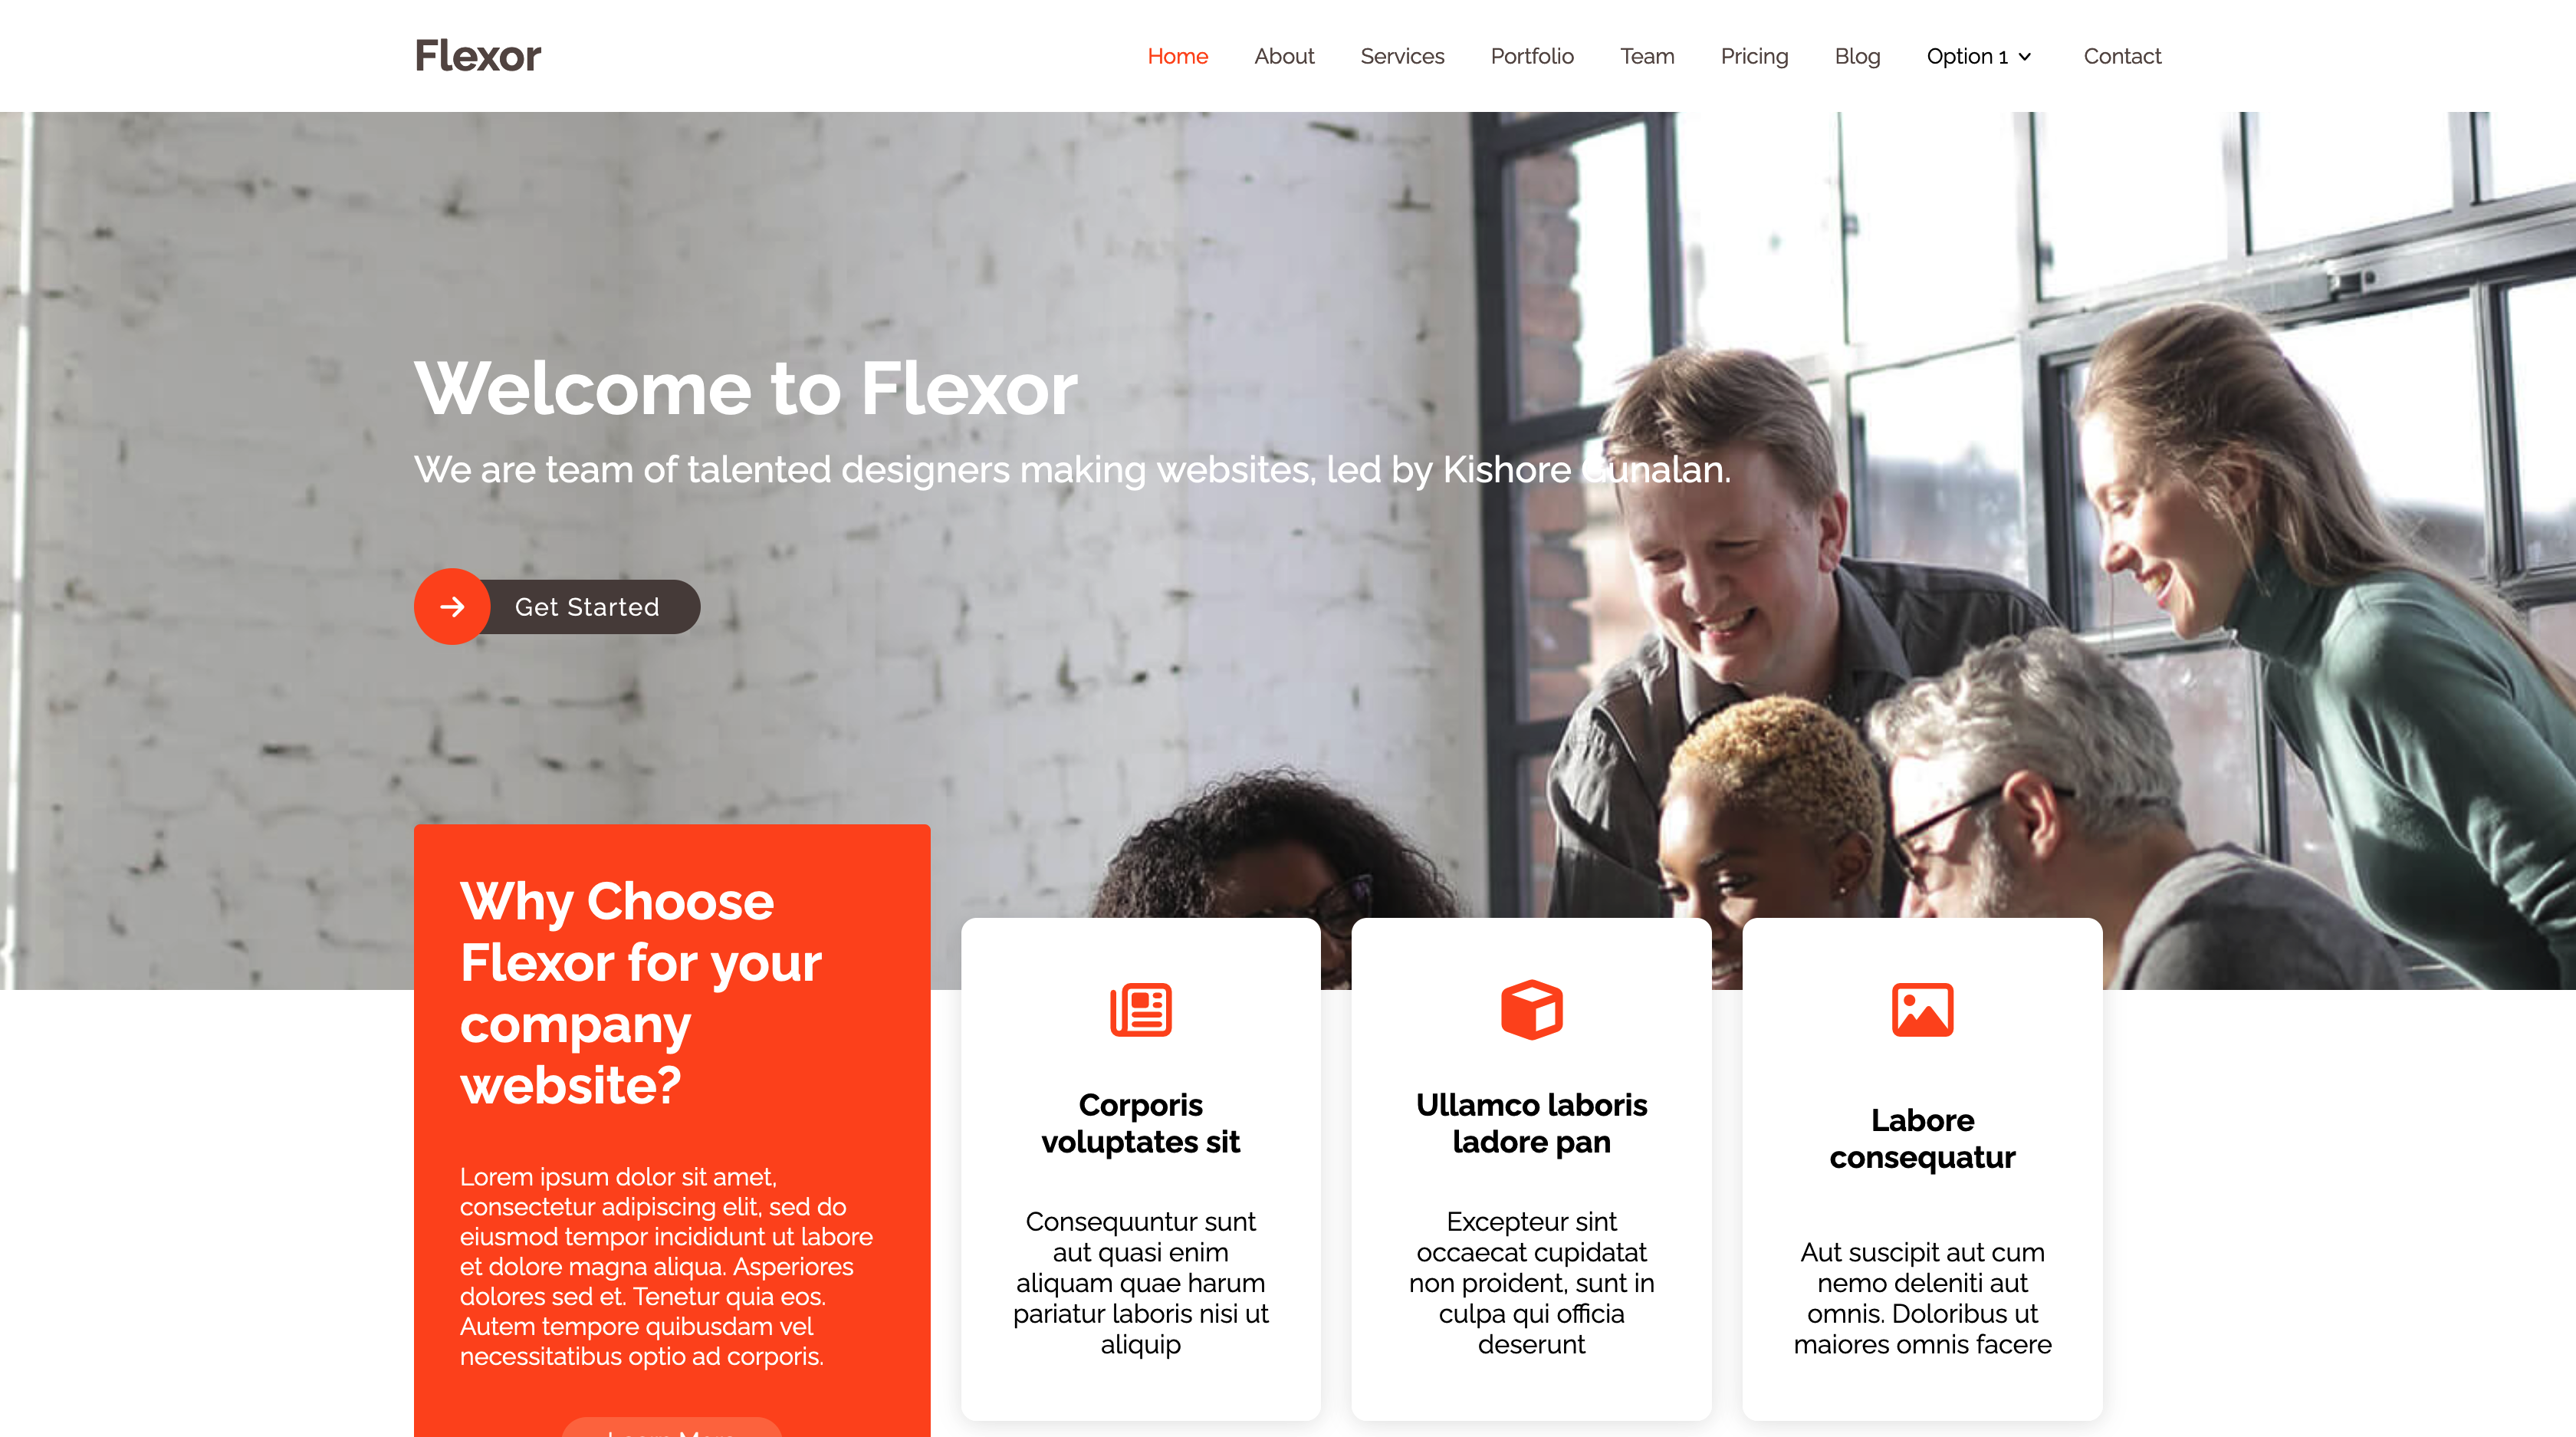 Flexor
Home About Services Portfolio Team Pricing Blog Option 1 Contact
Welcome to Flexor
We are team of talented designers making websites, led by Kishore Gunalan.
Get Started
Why Choose
Flexor for your
company
website?
Lorem ipsum dolor sit amet,
consectetur adipiscing elit, sed do
eiusmod tempor incididunt ut labore
et dolore magna aliqua. Asperiores
dolores sed et. Tenetur quia eos.
Autem tempore quibusdam vel
necessitatibus optio ad corporis.
Corporis
voluptates sit
Consequuntur sunt
aut quasi enim
aliquam quae harum
pariatur laboris nisi ut
aliquip
Ullamco laboris
ladore pan
Excepteur sint
occaecat cupidatat
non proident, sunt in
culpa qui officia
deserunt
Labore
consequatur
Aut suscipit aut cum
nemo deleniti aut
omnis. Doloribus ut
maiores omnis facere